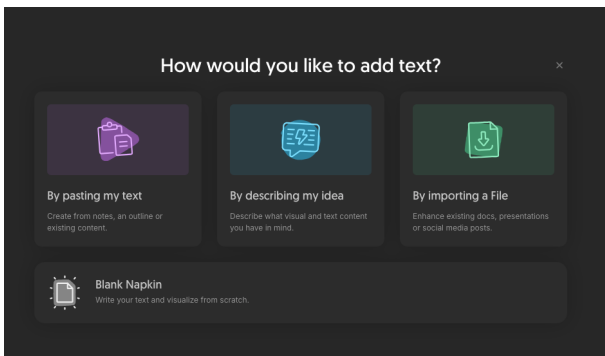 How would you like to add text?
×
By pasting my text
Create from notes, an outline or
existing content.
By describing my idea
Describe what visual and text content
you have in mind.
By importing a File
Enhance existing docs, presentations
or social media posts.
Blank Napkin
Write your text and visualize from scratch.